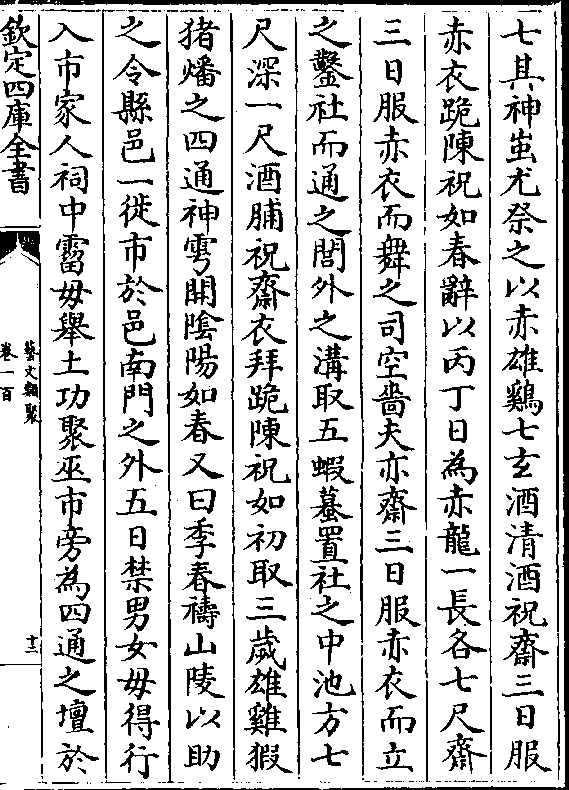 七其神蚩尤祭之以赤雄鷄七玄酒清酒祝齋三日服
赤衣跪陳祝如春辭以丙丁日為赤龍一長各七尺齋
三日服赤衣而舞之司空嗇夫亦齋三日服赤衣而立
之鑿社而通之閭外之溝取五蝦蟇置社之中池方七
尺深一尺酒脯祝齋衣拜跪陳祝如初取三歲雄雞猳
猪燔之四通神雩開陰陽如春又曰季春禱山陵以助
之令縣邑一徙市於邑南門之外五日禁男女毋得行
入市家人祠中霤毋舉土功聚巫市旁為四通之壇於
欽定四庫全書
藝文類聚
卷一百
十三